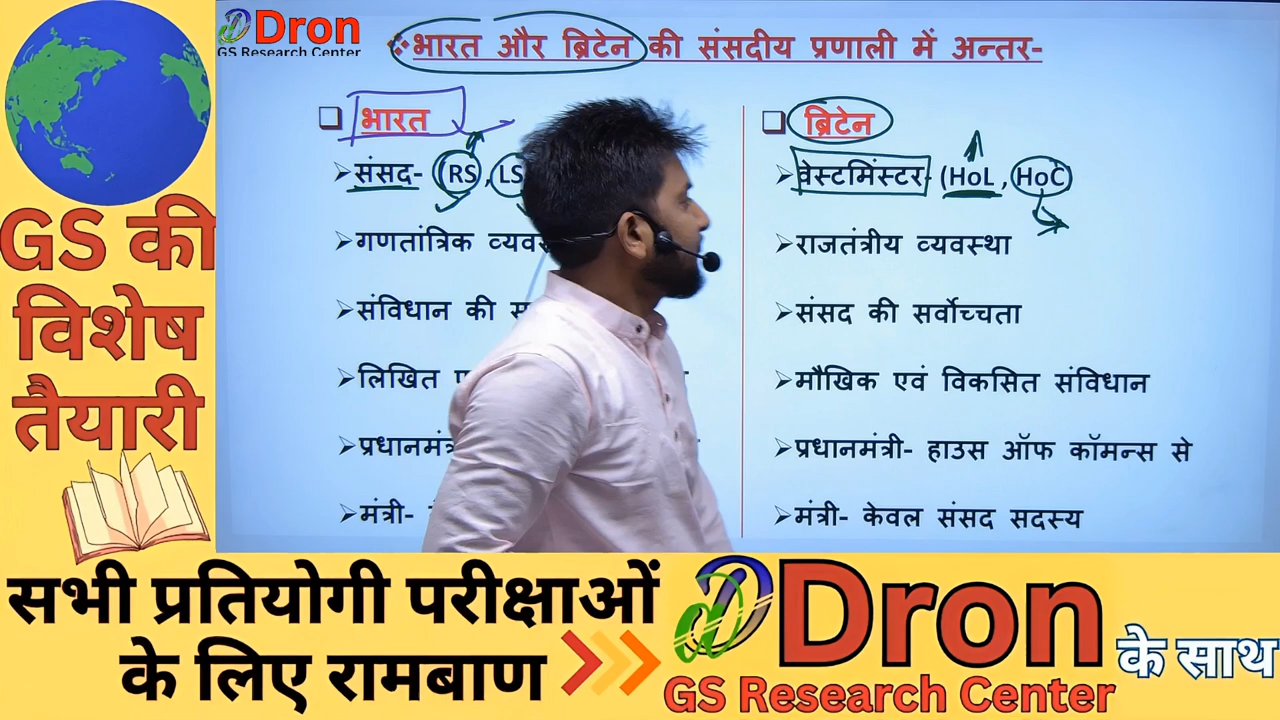 Dron
GS Research Center
❖भारत और ब्रिटेन की संसदीय प्रणाली में अन्तर-
❑ भारत
➢संसद- (RS , LS
➢गणतांत्रिक
➢संविधान की
➢लिखित
➢मंत्री-
❑ ब्रिटेन
➢वेस्टमिंस्टर- (HoL , HoC)
➢राजतंत्रीय व्यवस्था
➢संसद की सर्वोच्चता
➢मौखिक एवं विकसित संविधान
➢प्रधानमंत्री- हाउस ऑफ कॉमन्स से
➢मंत्री- केवल संसद सदस्य
GS की
विशेष
तैयारी
सभी प्रतियोगी परीक्षाओं
के लिए रामबाण
Dron के साथ
GS Research Center